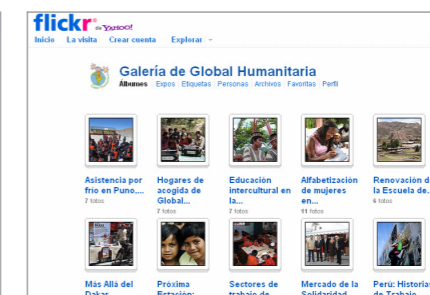 flickr from YAHOO!
Inicio La visita Crear cuenta Explorar
Galería de Global Humanitaria
Álbumes Expos Etiquetas Personas Archivos Favoritas Perfil
Asistencia por frío en Puno,...
7 fotos
Hogares de acogida de Global...
7 fotos
Educación intercultural en la...
7 fotos
Alfabetización de mujeres en...
11 fotos
Renovación de la Escuela de...
6 fotos
Más Allá del Dakar
Próxima Estación:
Sectores de trabajo de
Mercado de la Solidaridad
Perú: Historias de Trabajo